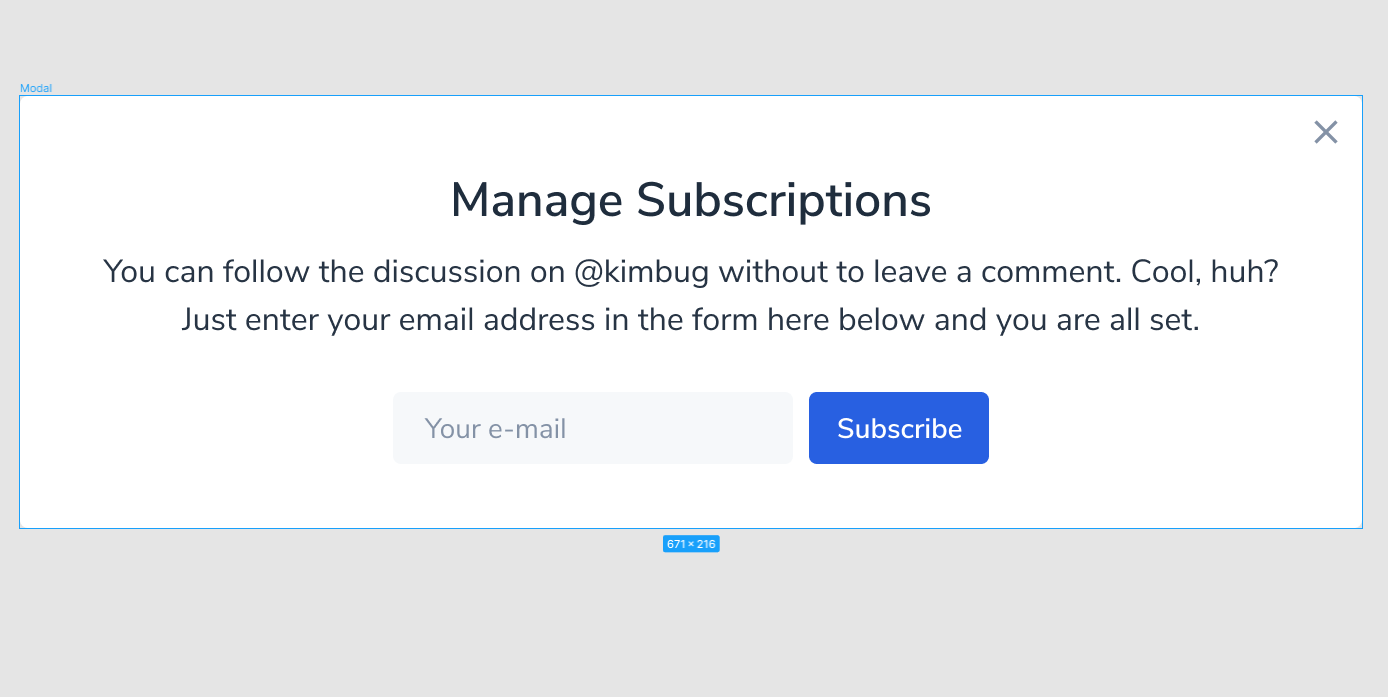 Modal
Manage Subscriptions
You can follow the discussion on @kimbug without to leave a comment. Cool, huh?
Just enter your email address in the form here below and you are all set.
Your e-mail
Subscribe
671 × 216